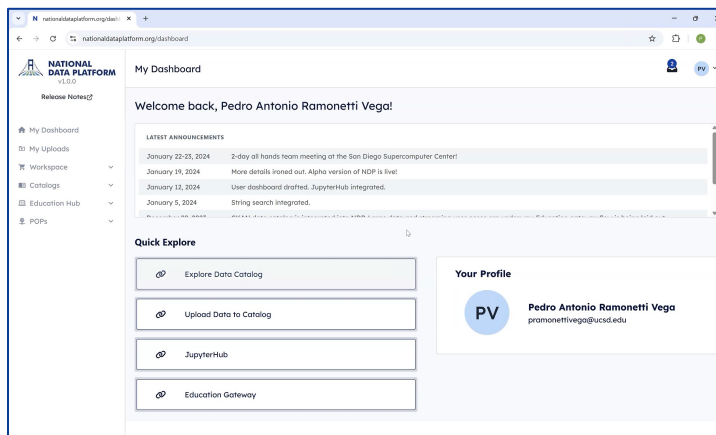 nationaldataplatform.org/dash
nationaldataplatform.org/dashboard
P
NATIONAL
DATA PLATFORM
v1.0.0
Release Notes
My Dashboard
My Uploads
Workspace
Catalogs
Education Hub
POPs
My Dashboard
2
PV
Welcome back, Pedro Antonio Ramonetti Vega!
LATEST ANNOUNCEMENTS
January 22-23, 2024 2-day all hands team meeting at the San Diego Supercomputer Center!
January 19, 2024 More details ironed out. Alpha version of NDP is live!
January 12, 2024 User dashboard drafted. JupyterHub integrated.
January 5, 2024 String search integrated.
Quick Explore
Explore Data Catalog
Upload Data to Catalog
JupyterHub
Education Gateway
Your Profile
PV
Pedro Antonio Ramonetti Vega
pramonettivega@ucsd.edu